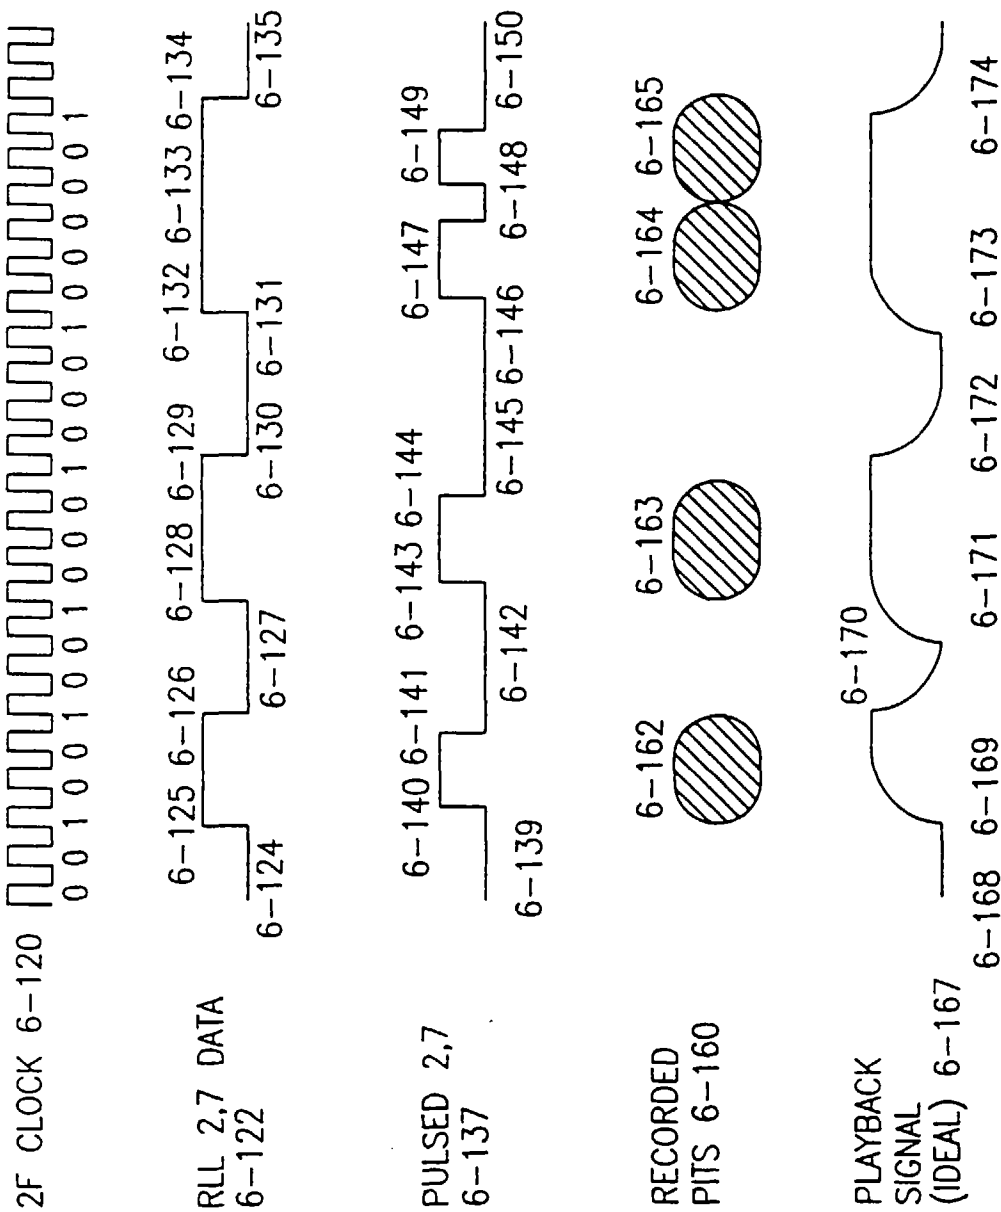 2F CLOCK 6-120
0 0 1 0 0 1 0 0 1 0 0 0 1 0 0 0 1 0 0 0 0 0 1
6-125 6-126 6-128 6-129 6-132 6-133 6-134
RLL 2,7 DATA
6-122
6-124 6-127 6-130 6-131 6-135
6-140 6-141 6-143 6-144 6-147 6-149
PULSED 2,7
6-137
6-139 6-142 6-145 6-146 6-148 6-150
6-162 6-163 6-164 6-165
RECORDED
PITS 6-160
6-170
PLAYBACK
SIGNAL
(IDEAL) 6-167
6-168 6-169 6-171 6-172 6-173 6-174